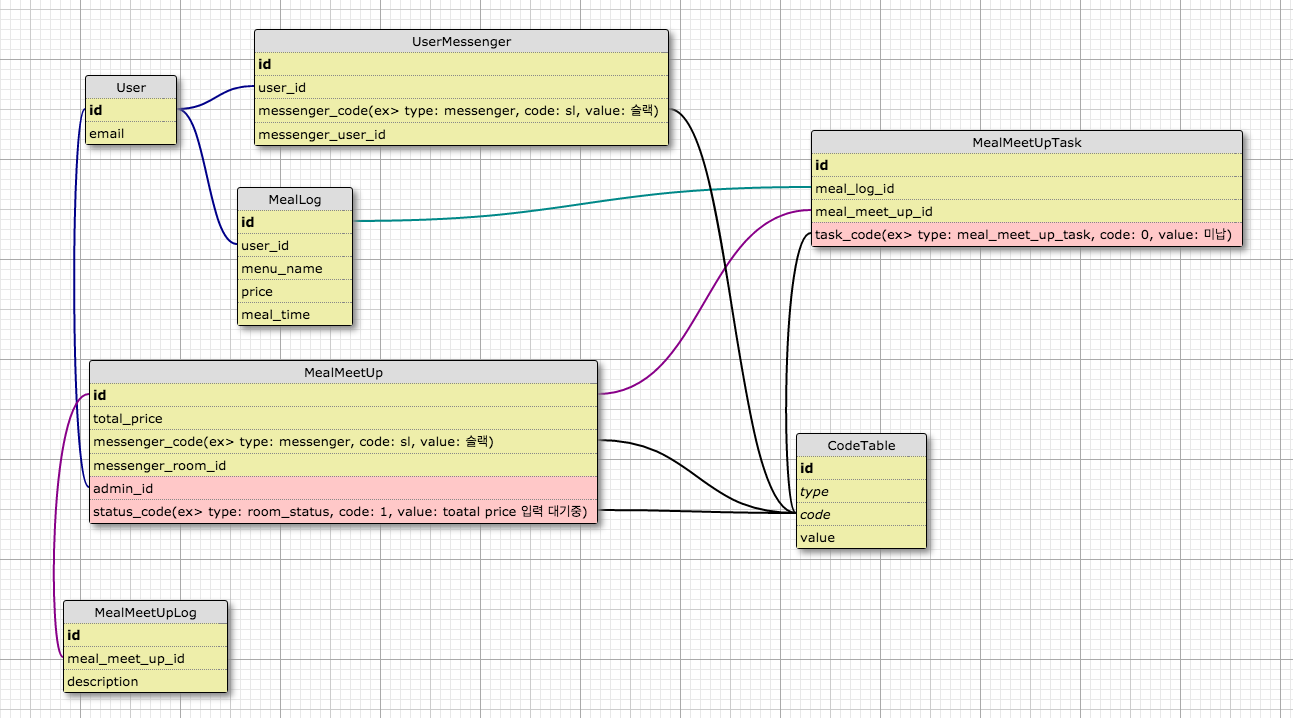 UserMessenger
id
user_id
messenger_code(ex> type: messenger, code: sl, value: 슬랙)
messenger_user_id
User
id
email
MealMeetUpTask
id
meal_log_id
meal_meet_up_id
task_code(ex> type: meal_meet_up_task, code: 0, value: 미납)
MealLog
id
user_id
menu_name
price
meal_time
MealMeetUp
id
total_price
messenger_code(ex> type: messenger, code: sl, value: 슬랙)
messenger_room_id
admin_id
status_code(ex> type: room_status, code: 1, value: toatal price 입력 대기중)
CodeTable
id
type
code
value
MealMeetUpLog
id
meal_meet_up_id
description